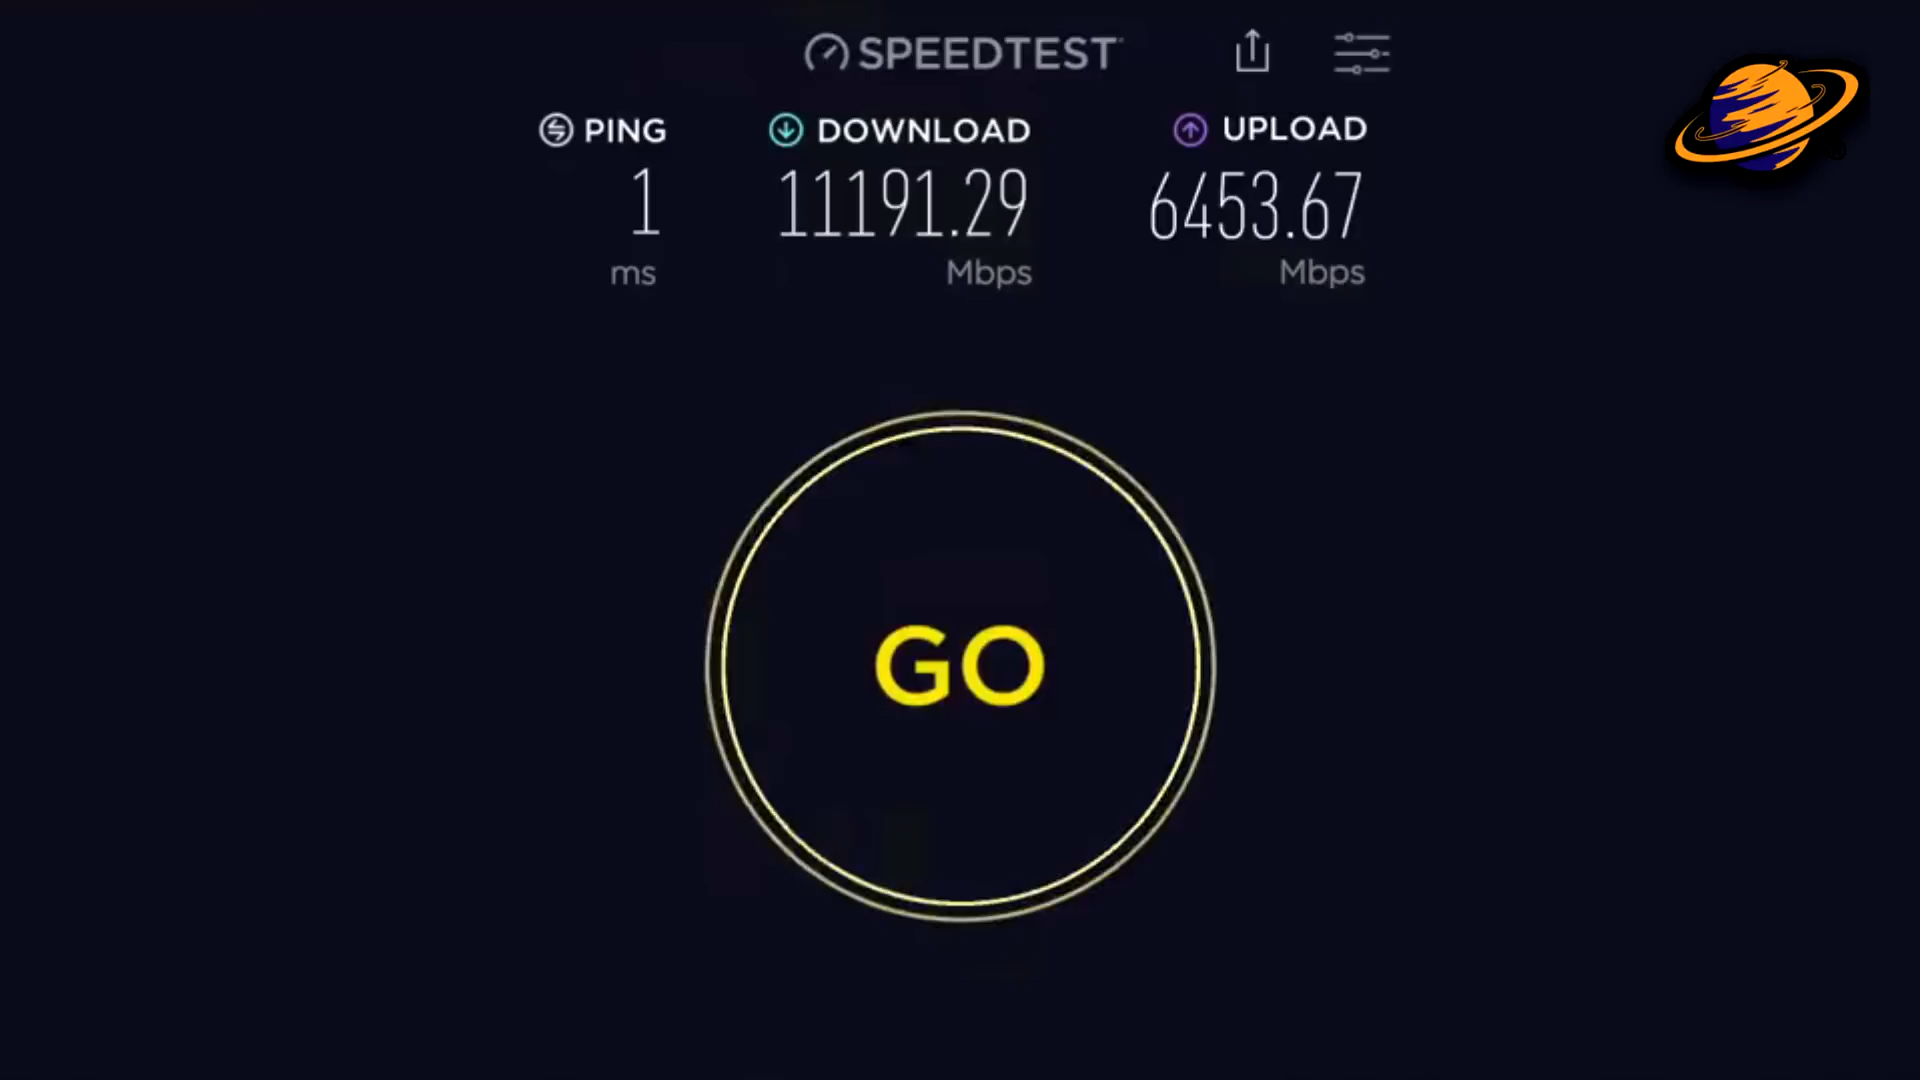 SPEEDTEST
PING DOWNLOAD UPLOAD
1 11191.29 6453.67
ms Mbps Mbps
GO